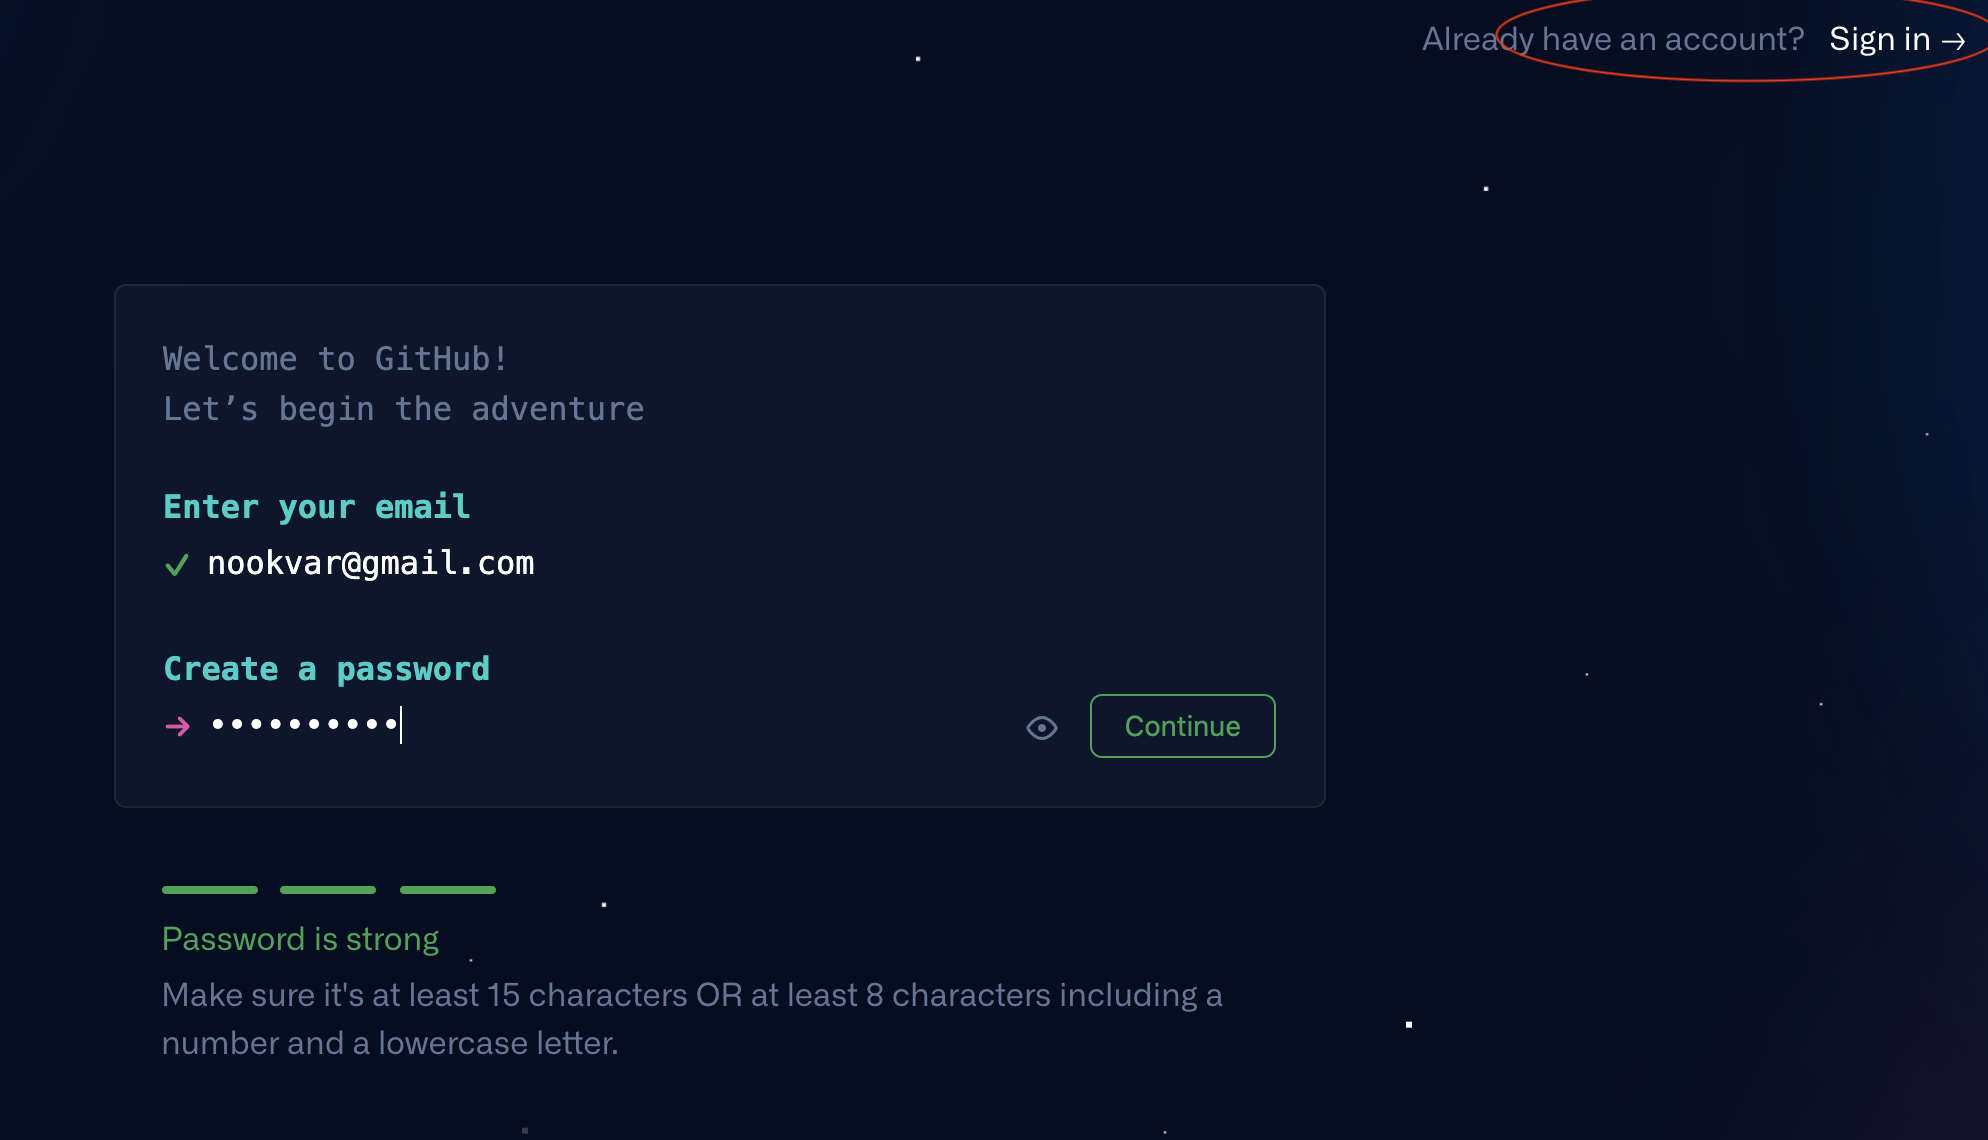 Already have an account? Sign in →
Welcome to GitHub!
Let’s begin the adventure
Enter your email
✓ nookvar@gmail.com
Create a password
→ ••••••••••
Continue
Password is strong
Make sure it's at least 15 characters OR at least 8 characters including a
number and a lowercase letter.